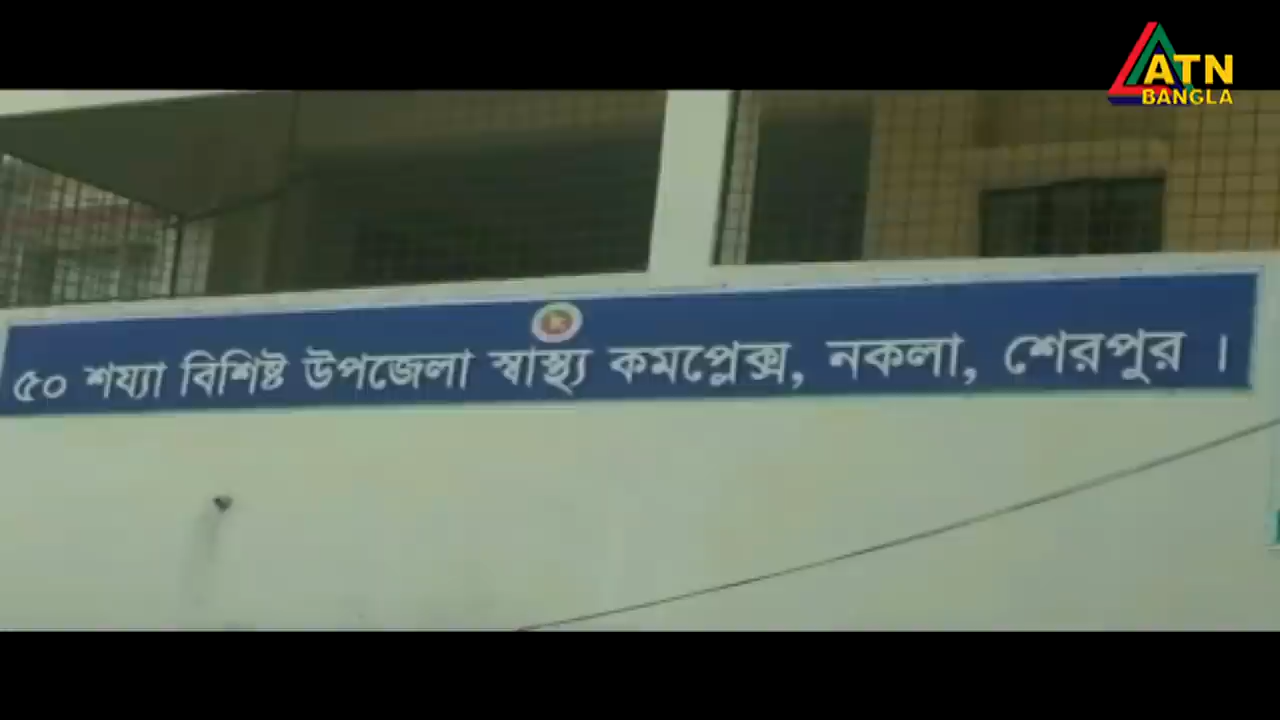 ATN
BANGLA
৫০ শয্যা বিশিষ্ট উপজেলা স্বাস্থ্য কমপ্লেক্স, নকলা, শেরপুর ।